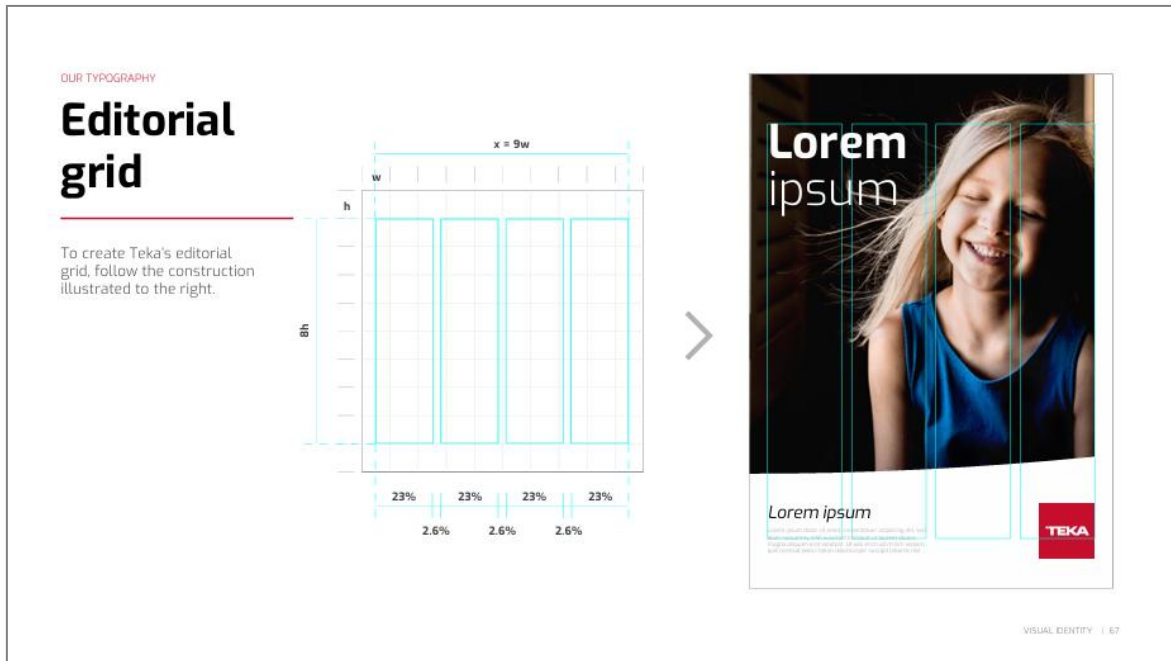 OUR TYPOGRAPHY
Editorial
grid
To create Teka's editorial
grid, follow the construction
illustrated to the right.
x = 9w
w
h
8h
23% 23% 23% 23%
2.6% 2.6% 2.6%
Lorem
ipsum
Lorem ipsum
TEKA
VISUAL IDENTITY | 67